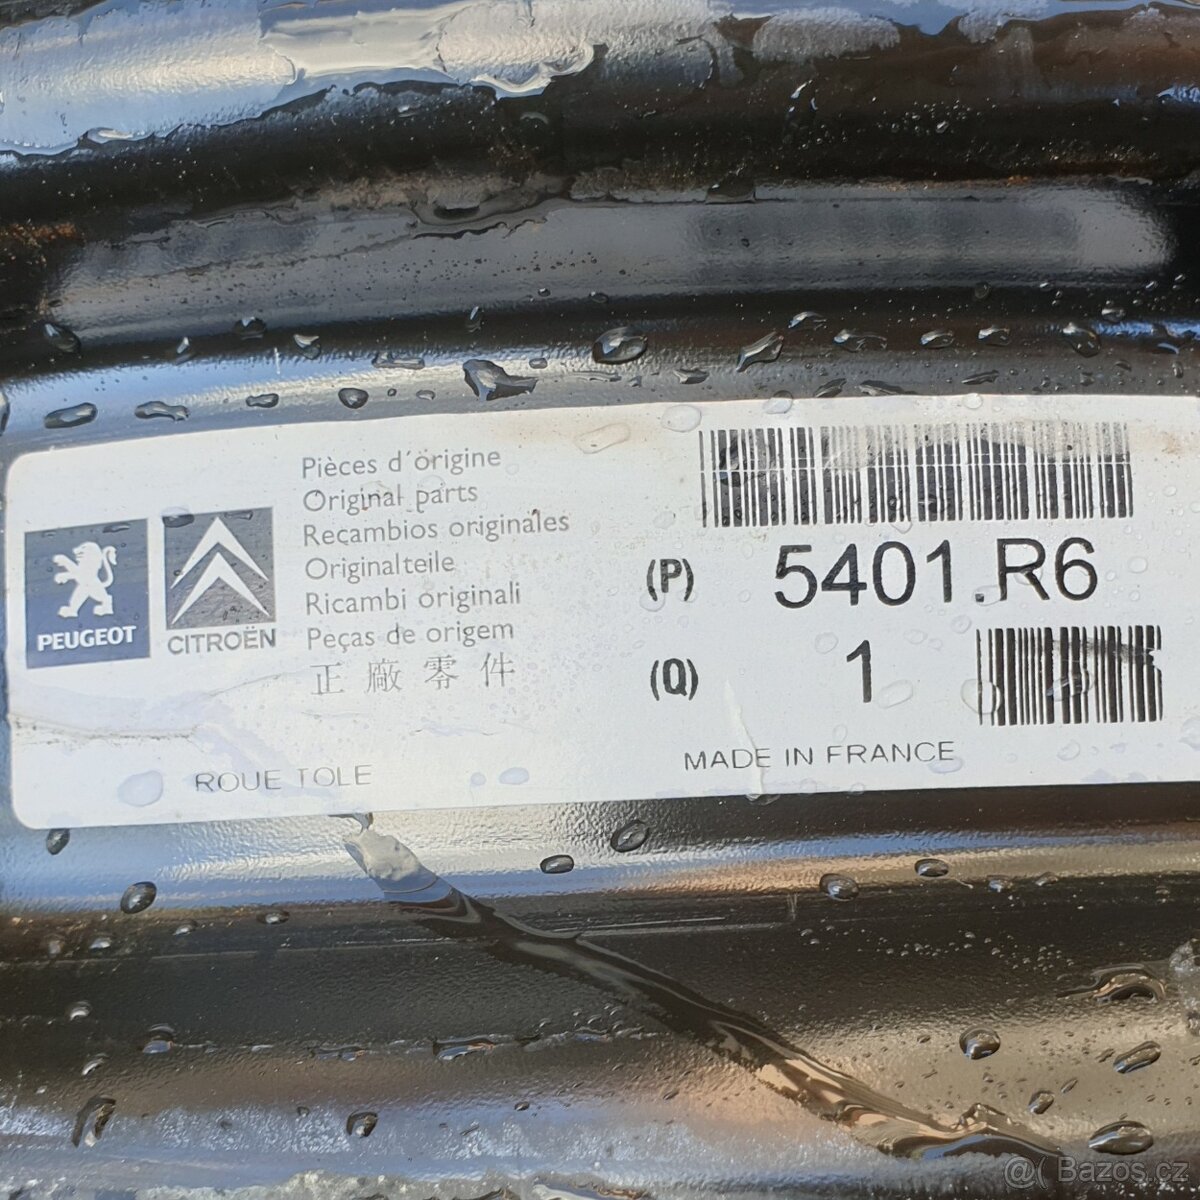 Pièces d'origine
Original parts
Recambios originales
Originalteile
Ricambi originali
Peças de origem
正廠零件
PEUGEOT
CITROËN
(P) 5401.R6
(Q) 1
ROUE TOLE
MADE IN FRANCE
@( Bazos.cz